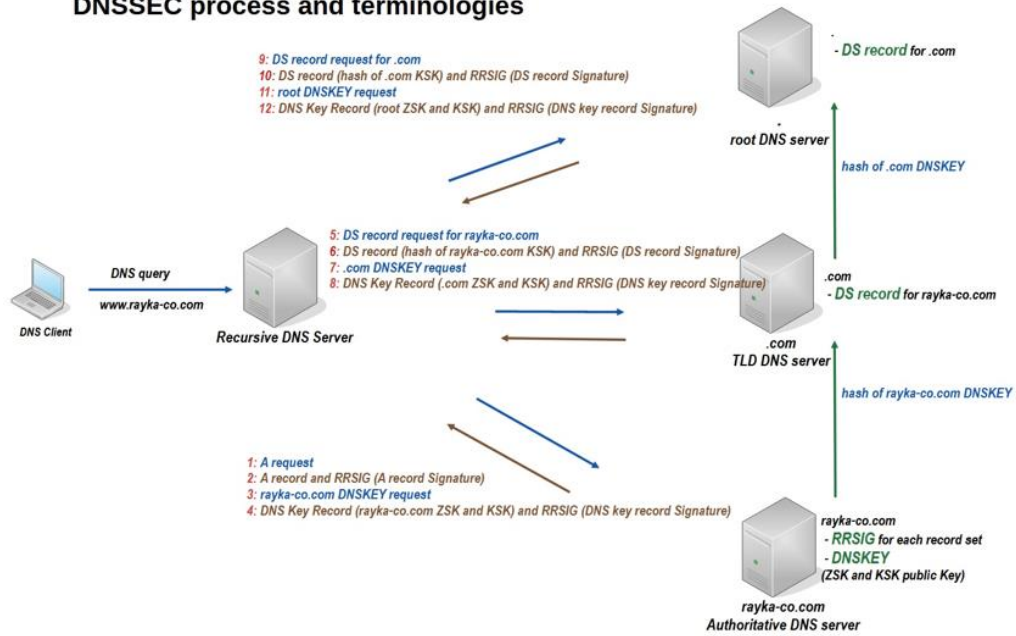 DNSSEC process and terminologies
9: DS record request for .com
10: DS record (hash of .com KSK) and RRSIG (DS record Signature)
11: root DNSKEY request
12: DNS Key Record (root ZSK and KSK) and RRSIG (DNS key record Signature)
.
- DS record for .com
.
root DNS server
hash of .com DNSKEY
5: DS record request for rayka-co.com
6: DS record (hash of rayka-co.com KSK) and RRSIG (DS record Signature)
7: .com DNSKEY request
8: DNS Key Record (.com ZSK and KSK) and RRSIG (DNS key record Signature)
DNS query
www.rayka-co.com
DNS Client
Recursive DNS Server
.com
- DS record for rayka-co.com
.com
TLD DNS server
hash of rayka-co.com DNSKEY
1: A request
2: A record and RRSIG (A record Signature)
3: rayka-co.com DNSKEY request
4: DNS Key Record (rayka-co.com ZSK and KSK) and RRSIG (DNS key record Signature)
rayka-co.com
- RRSIG for each record set
- DNSKEY
(ZSK and KSK public Key)
rayka-co.com
Authoritative DNS server